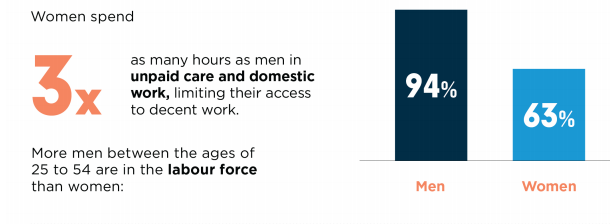 Women spend
3x
as many hours as men in
unpaid care and domestic
work, limiting their access
to decent work.
More men between the ages of
25 to 54 are in the labour force
than women:
94%
63%
Men
Women